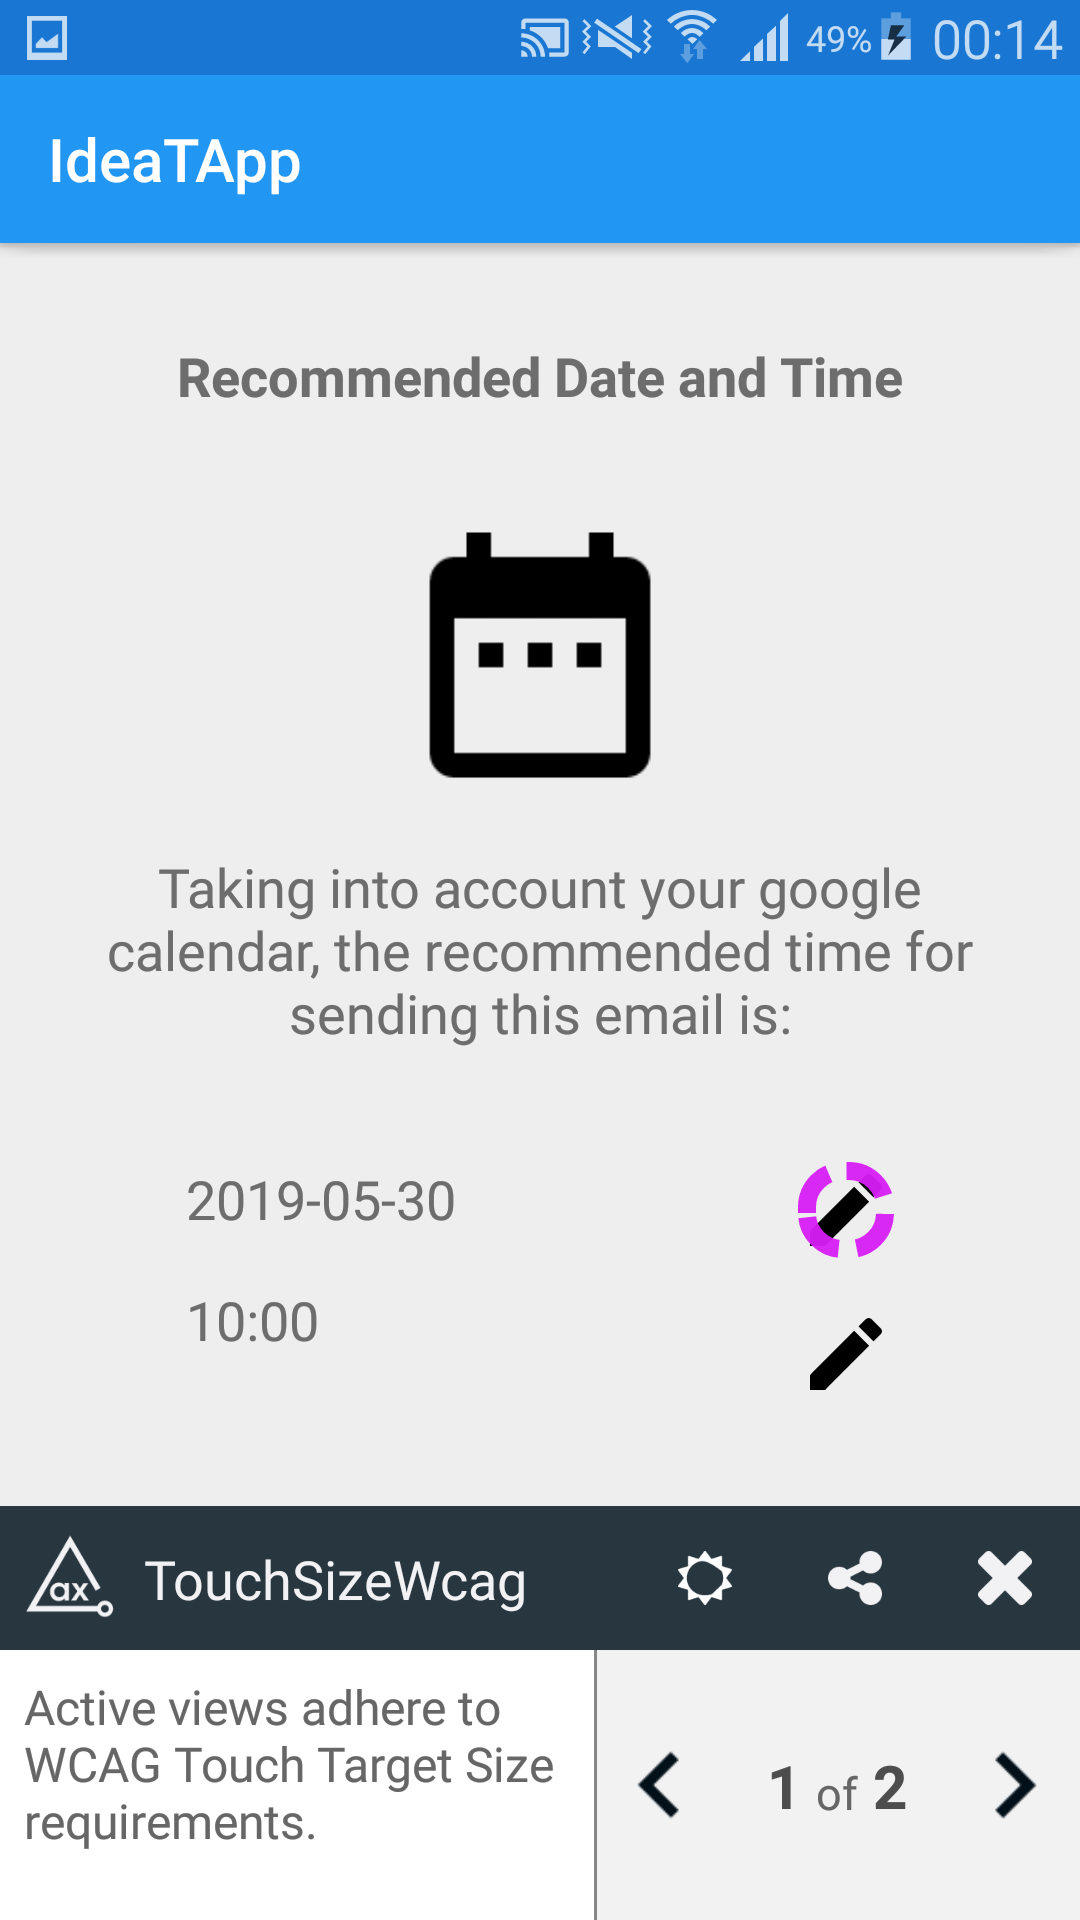 49% 00:14
IdeaTApp
Recommended Date and Time
Taking into account your google
calendar, the recommended time for
sending this email is:
2019-05-30
10:00
ax TouchSizeWcag
Active views adhere to
WCAG Touch Target Size
requirements.
1 of 2